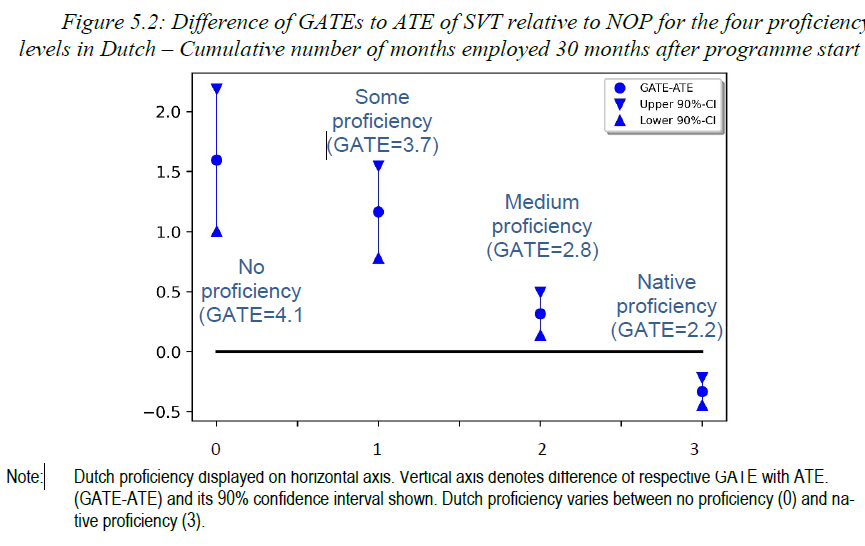 Figure 5.2: Difference of GATEs to ATE of SVT relative to NOP for the four proficiency
levels in Dutch – Cumulative number of months employed 30 months after programme start
GATE-ATE
Upper 90%-CI
Lower 90%-CI
2.0
1.5
1.0
0.5
0.0
−0.5
Some
proficiency
(GATE=3.7)
Medium
proficiency
(GATE=2.8)
No
proficiency
(GATE=4.1
Native
proficiency
(GATE=2.2)
0 1 2 3
Note: Dutch proficiency displayed on horizontal axis. Vertical axis denotes difference of respective GATE with ATE.
(GATE-ATE) and its 90% confidence interval shown. Dutch proficiency varies between no proficiency (0) and na-
tive proficiency (3).